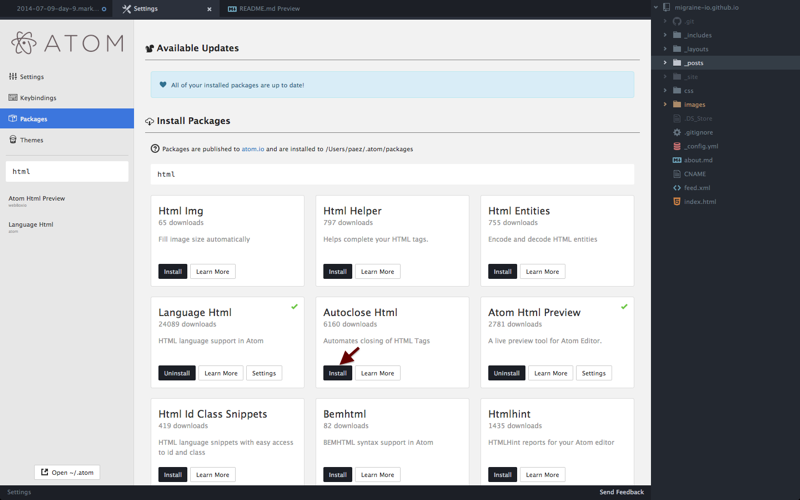 2014-07-09-day-9.mark...
Settings
README.md Preview
ATOM
Settings
Keybindings
Packages
Themes
html
Atom Html Preview
Language Html
atom
Open ~/.atom
Available Updates
All of your installed packages are up to date!
Install Packages
Packages are published to atom.io and are installed to /Users/paez/.atom/packages
html
Html Img
65 downloads
Fill image size automatically
Install
Learn More
Html Helper
797 downloads
Helps complete your HTML tags.
Install
Learn More
Html Entities
755 downloads
Encode and decode HTML entities
Install
Learn More
Language Html
24089 downloads
HTML language support in Atom
Uninstall
Learn More
Settings
Autoclose Html
6160 downloads
Automates closing of HTML Tags
Install
Learn More
Atom Html Preview
2781 downloads
A live preview tool for Atom Editor.
Uninstall
Learn More
Settings
Html Id Class Snippets
419 downloads
HTML language snippets with easy access
to id and class
Install
Learn More
Bemhtml
82 downloads
BEMHTML syntax support in Atom
Install
Learn More
Htmlhint
1435 downloads
HTMLHint reports for your Atom editor
Install
Learn More
migraine-io.github.io
.git
_includes
_layouts
_posts
_site
css
images
.DS_Store
.gitignore
_config.yml
about.md
CNAME
feed.xml
index.html
Settings
Send Feedback